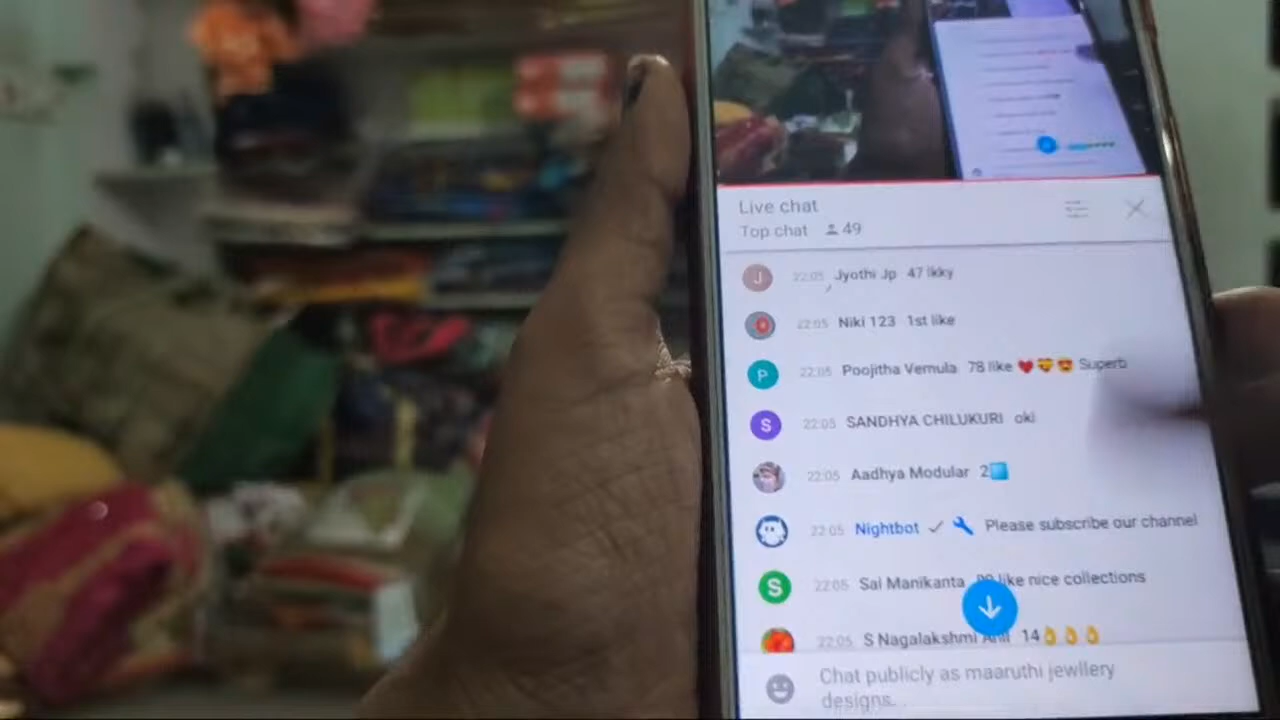 Live chat
Top chat 49
J 22:05 Jyothi Jp 47 lkky
22:05 Niki 123 1st like
P 22:05 Poojitha Vemula 78 like ❤️😍 Superb
S 22:05 SANDHYA CHILUKURI oki
22:05 Aadhya Modular 2
22:05 Nightbot Please subscribe our channel
S 22:05 Sai Manikanta like nice collections
22:05 S Nagalakshmi 14👌👌👌
Chat publicly as maaruthi jewllery
designs...